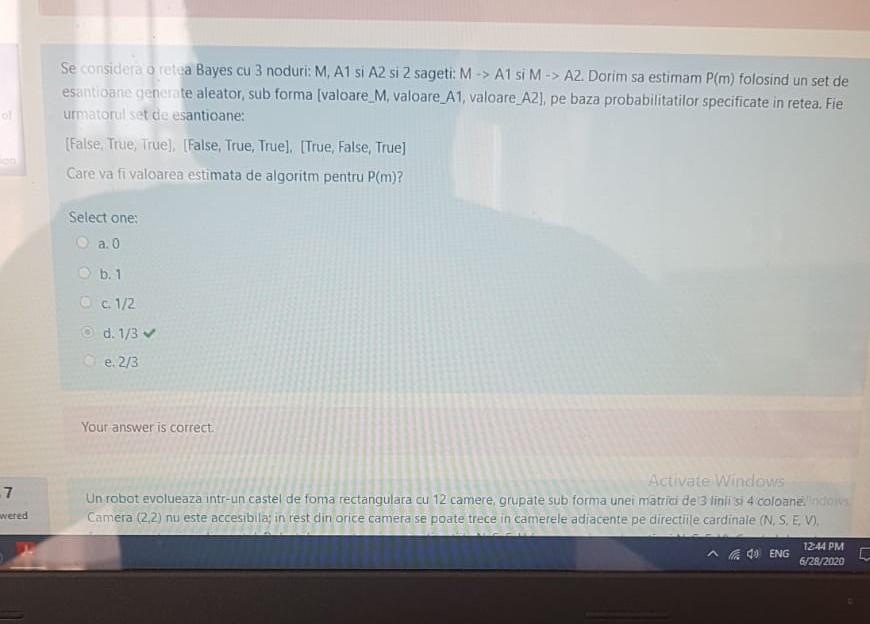 Se considera o retea Bayes cu 3 noduri: M, A1 si A2 si 2 sageti: M -> A1 si M -> A2. Dorim sa estimam P(m) folosind un set de
esantioane generate aleator, sub forma [valoare_M, valoare_A1, valoare_A2], pe baza probabilitatilor specificate in retea. Fie
of
urmatorul set de esantioane:
[False, True, True], [False, True, True], [True, False, True]
ion
Care va fi valoarea estimata de algoritm pentru P(m)?
Select one:
a. 0
b. 1
c. 1/2
d. 1/3
e. 2/3
Your answer is correct.
Activate Windows
7
Un robot evolueaza intr-un castel de foma rectangulara cu 12 camere, grupate sub forma unei matrici de 3 linii si 4 coloane.
wered
Camera (2,2) nu este accesibila; in rest din orice camera se poate trece in camerele adiacente pe directiile cardinale (N, S, E, V),
ENG
12:44 PM
6/28/2020